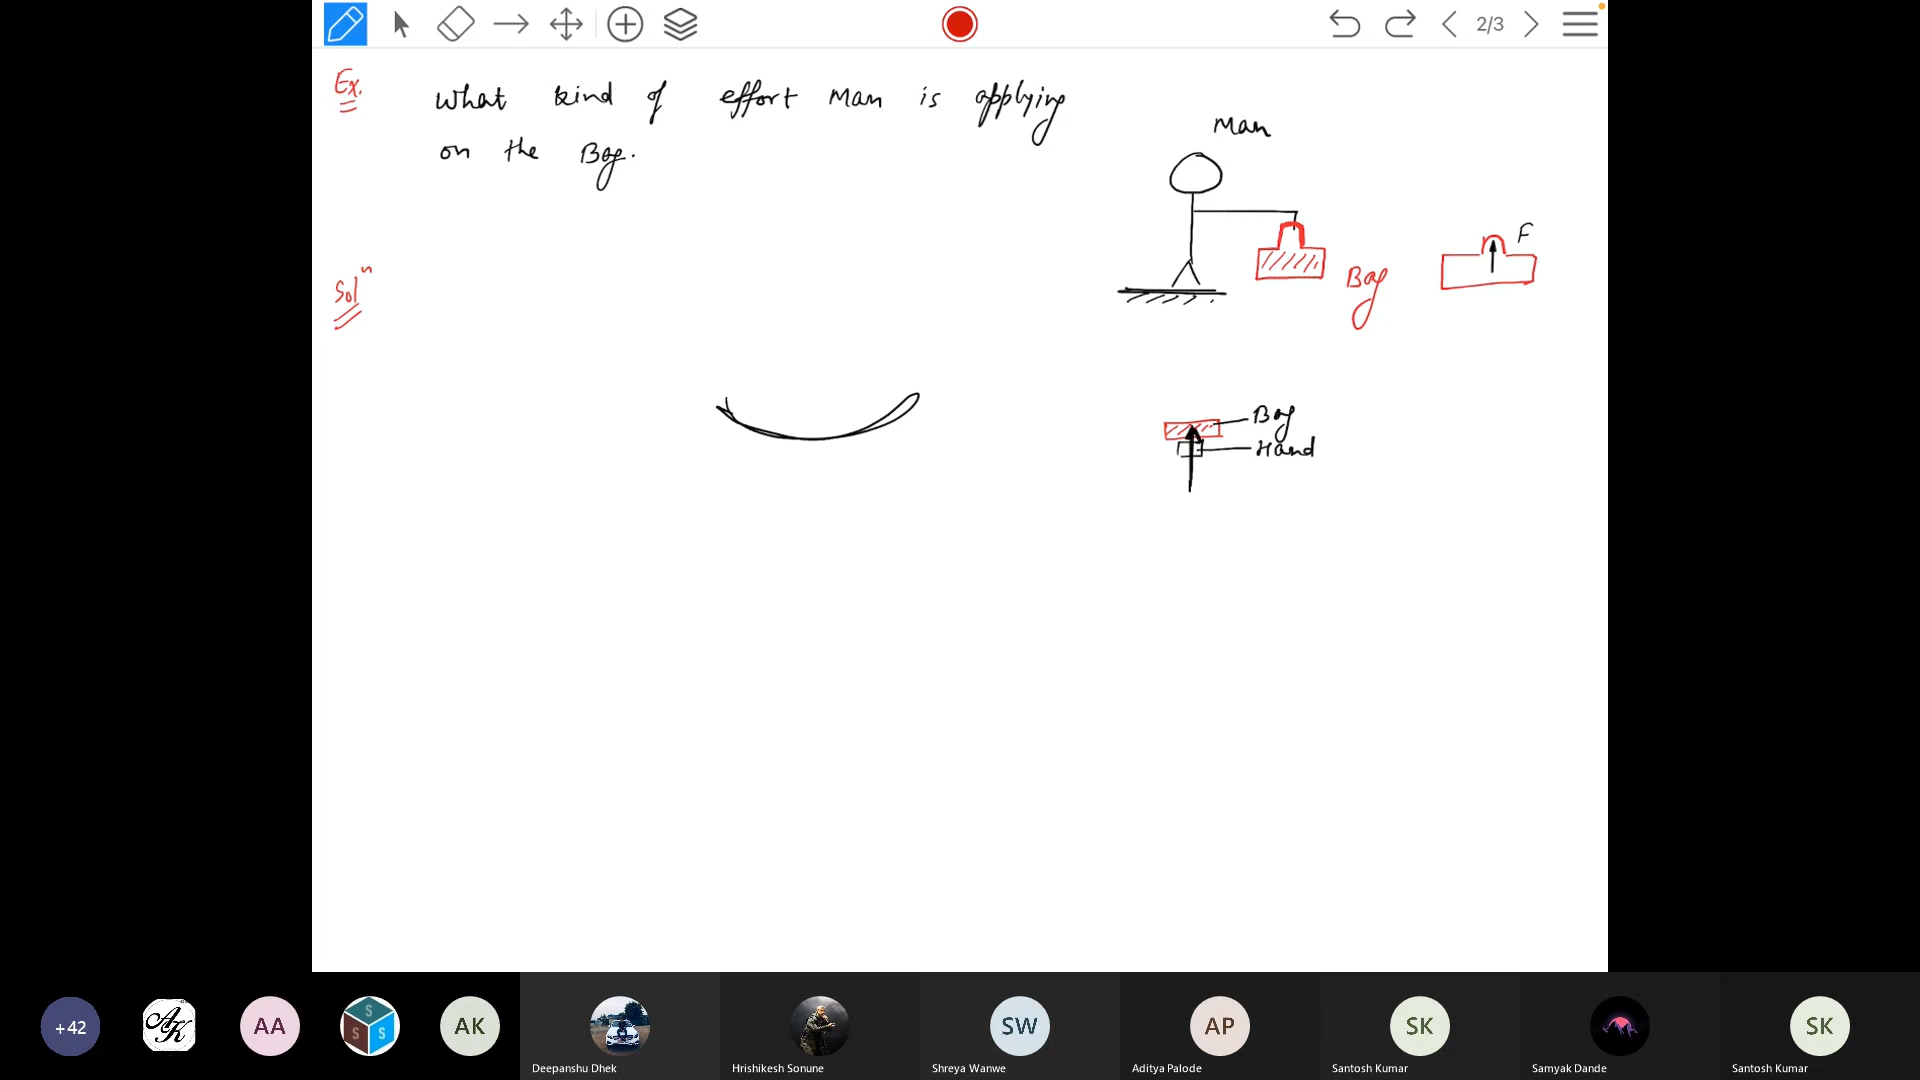 2/3
Ex. What kind of effort Man is applying
on the Bag.
Man
F
Bag
Solⁿ
Bag
Hand
+42
AK
AA
S
S S
AK
SW
AP
SK
SK
Deepanshu Dhek
Hrishikesh Sonune
Shreya Wanwe
Aditya Palode
Santosh Kumar
Samyak Dande
Santosh Kumar